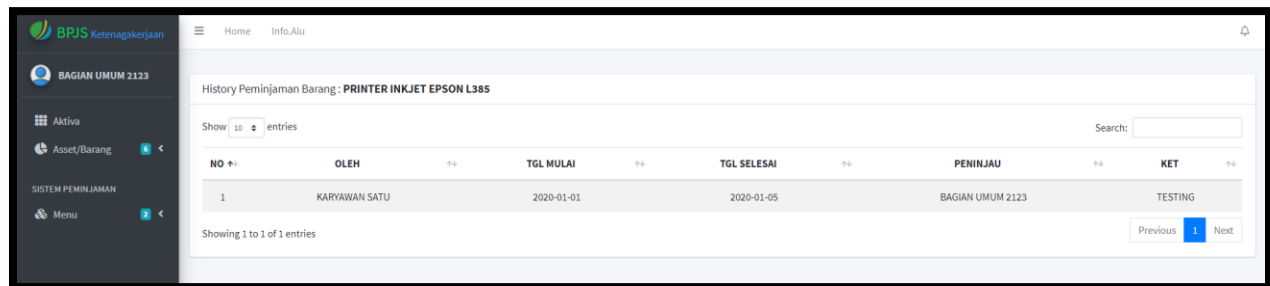 BPJS Ketenagakerjaan
Home Info.Alu
BAGIAN UMUM 2123
Aktiva
Asset/Barang 6
SISTEM PEMINJAMAN
Menu 2
History Peminjaman Barang : PRINTER INKJET EPSON L385
Show 10 entries Search:
NO OLEH TGL MULAI TGL SELESAI PENINJAU KET
1 KARYAWAN SATU 2020-01-01 2020-01-05 BAGIAN UMUM 2123 TESTING
Showing 1 to 1 of 1 entries Previous 1 Next